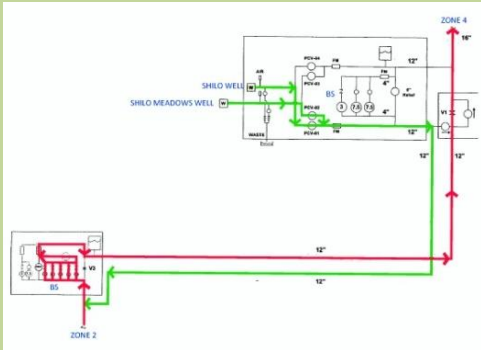 ZONE 4
16"
12"
AIR
PCV-04
FM
PCV-03
FM
4"
SHILO WELL
W
BS
6"
Relief
SHILO MEADOWS WELL
W
3
7.5
7.5
PCV-02
4"
V1
WASTE
PCV-01
FM
12"
12"
12"
12"
V3
BS
12"
ZONE 2